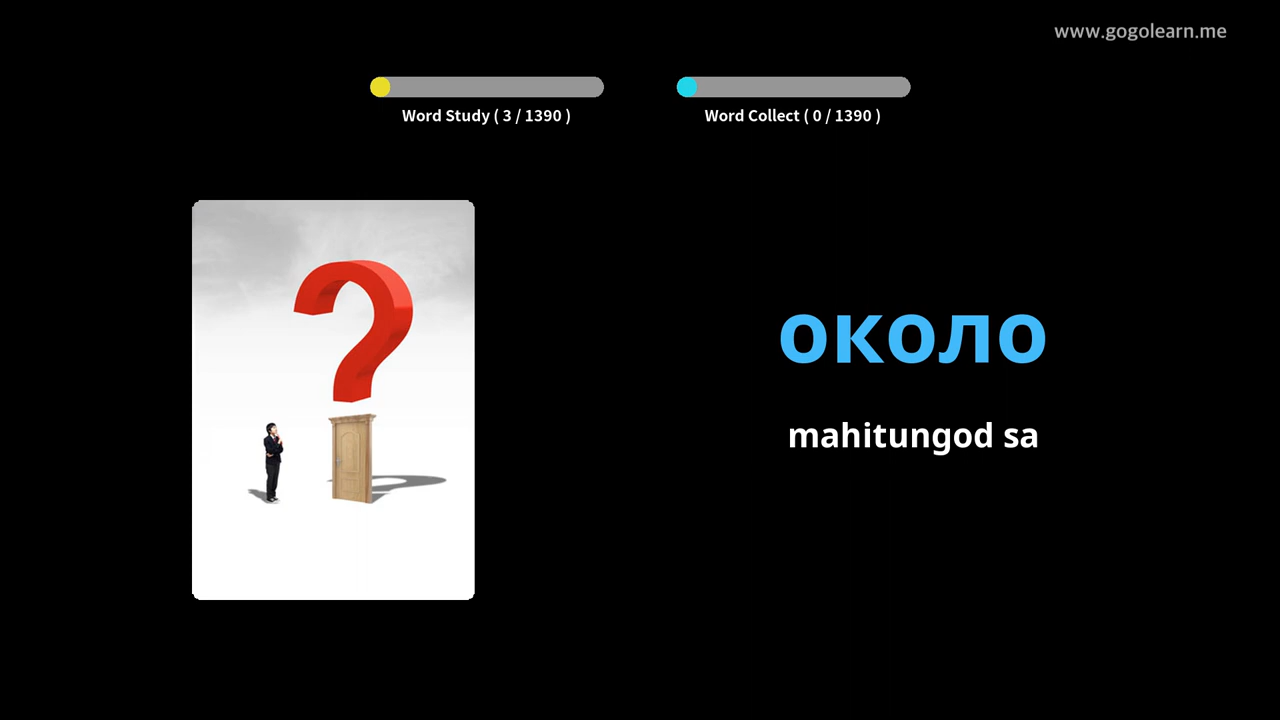 www.gogolearn.me
Word Study ( 3 / 1390 )
Word Collect ( 0 / 1390 )
около
mahitungod sa